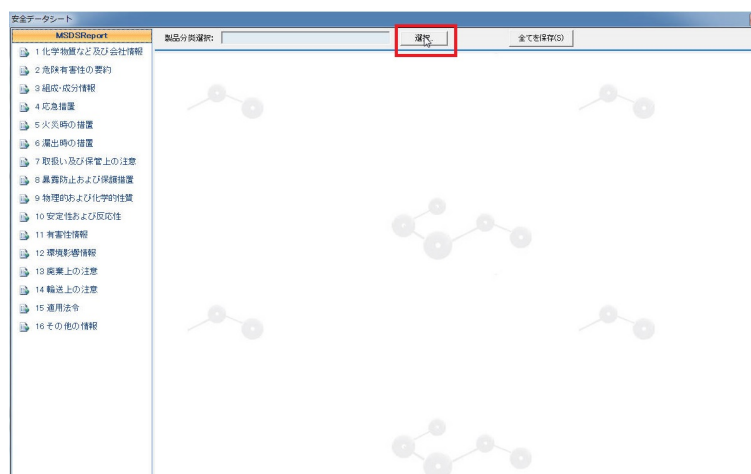 安全データシート
MSDSReport
製品分類選択:
選択
全てを保存(S)
1 化学物質など及び会社情報
2 危険有害性の要約
3 組成・成分情報
4 応急措置
5 火災時の措置
6 漏出時の措置
7 取扱い及び保管上の注意
8 暴露防止および保護措置
9 物理的および化学的性質
10 安定性および反応性
11 有害性情報
12 環境影響情報
13 廃棄上の注意
14 輸送上の注意
15 適用法令
16 その他の情報